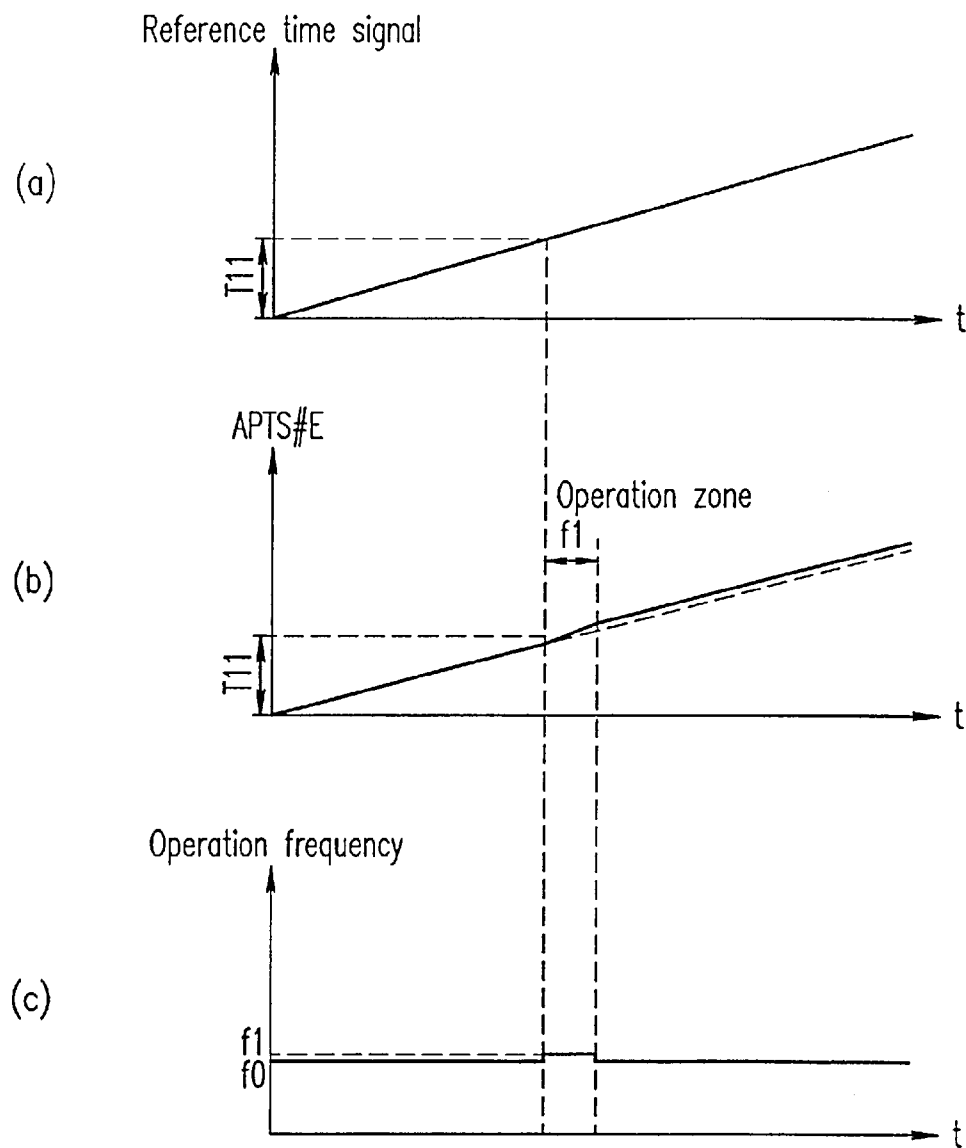 Reference time signal
(a)
T11
t
APTS#E
Operation zone
f1
(b)
T11
t
Operation frequency
(c)
f1
f0
t